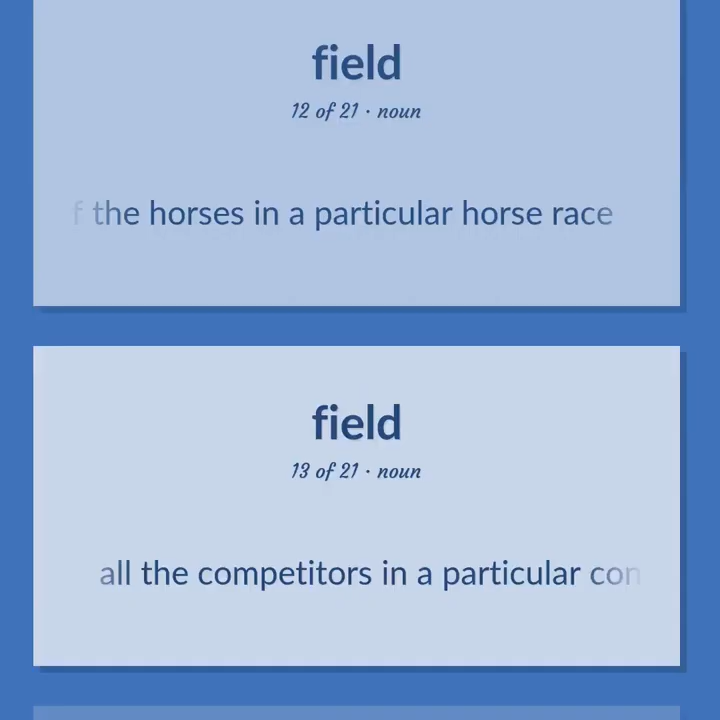 field
12 of 21 · noun
f the horses in a particular horse race
field
13 of 21 · noun
all the competitors in a particular con